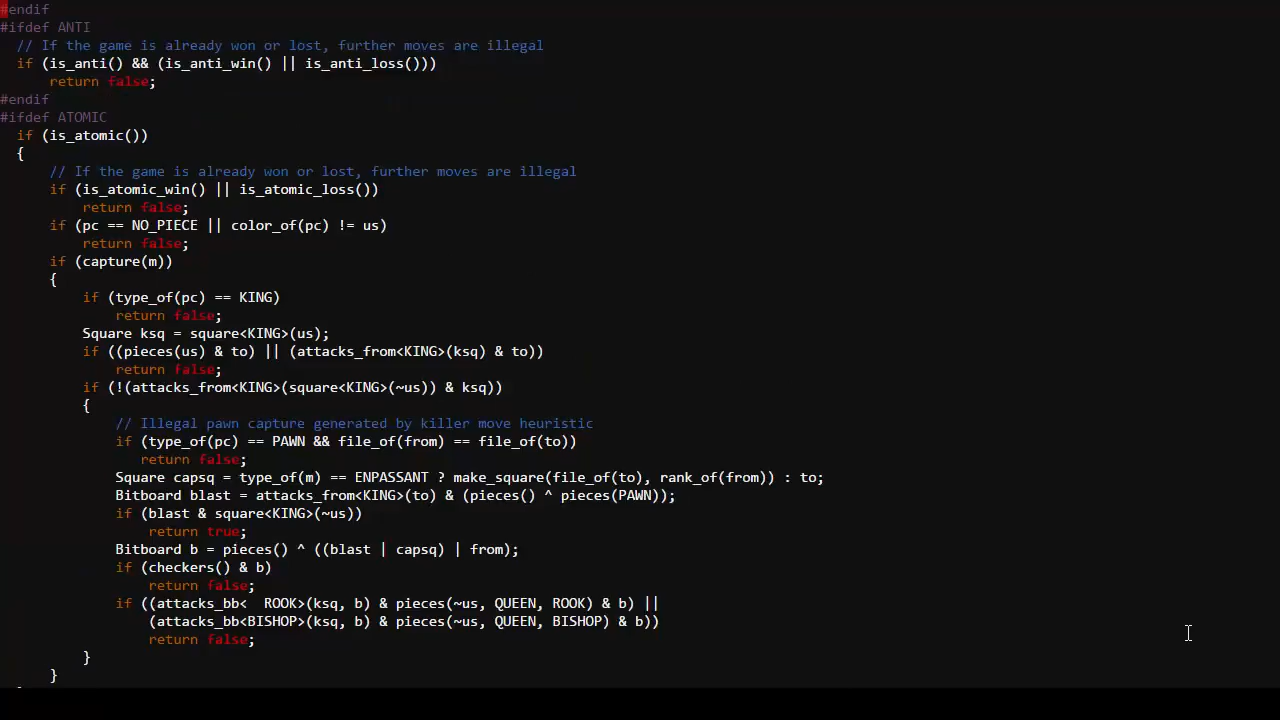 #endif
#ifdef ANTI
  // If the game is already won or lost, further moves are illegal
  if (is_anti() && (is_anti_win() || is_anti_loss()))
      return false;
#endif
#ifdef ATOMIC
  if (is_atomic())
  {
      // If the game is already won or lost, further moves are illegal
      if (is_atomic_win() || is_atomic_loss())
          return false;
      if (pc == NO_PIECE || color_of(pc) != us)
          return false;
      if (capture(m))
      {
          if (type_of(pc) == KING)
              return false;
          Square ksq = square<KING>(us);
          if ((pieces(us) & to) || (attacks_from<KING>(ksq) & to))
              return false;
          if (!(attacks_from<KING>(square<KING>(~us)) & ksq))
          {
              // Illegal pawn capture generated by killer move heuristic
              if (type_of(pc) == PAWN && file_of(from) == file_of(to))
                 return false;
              Square capsq = type_of(m) == ENPASSANT ? make_square(file_of(to), rank_of(from)) : to;
              Bitboard blast = attacks_from<KING>(to) & (pieces() ^ pieces(PAWN));
              if (blast & square<KING>(~us))
                  return true;
              Bitboard b = pieces() ^ ((blast | capsq) | from);
              if (checkers() & b)
                  return false;
              if ((attacks_bb<  ROOK>(ksq, b) & pieces(~us, QUEEN, ROOK) & b) ||
                  (attacks_bb<BISHOP>(ksq, b) & pieces(~us, QUEEN, BISHOP) & b))
                  return false;
          }
      }